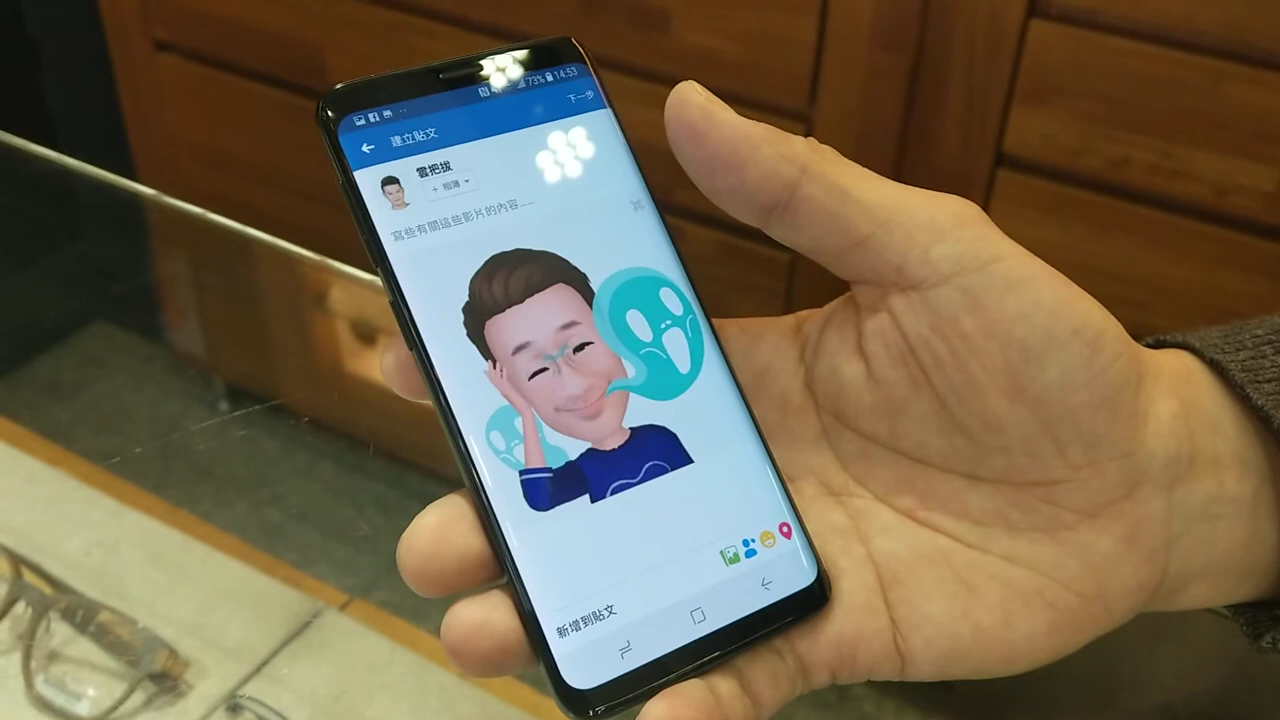 73% 14:53
建立貼文 下一步
雲把拔
+ 相簿
寫些有關這些影片的內容......
新增到貼文